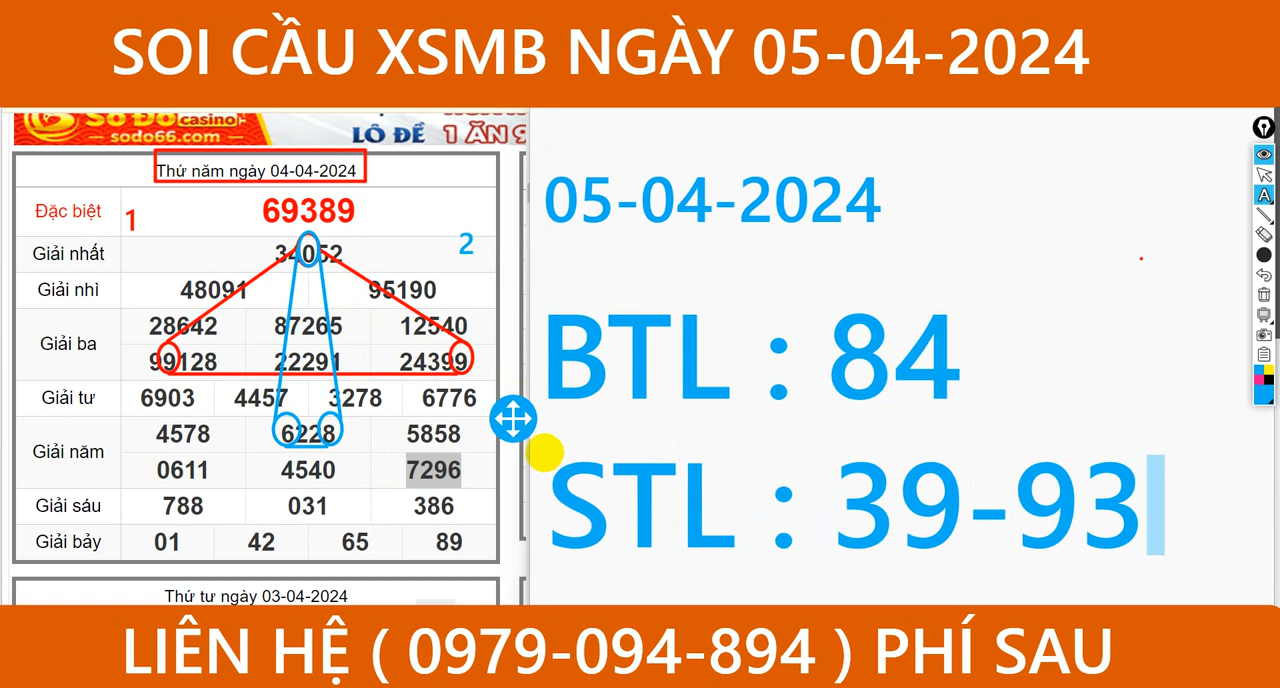 SOI CẦU XSMB NGÀY 05-04-2024
SODO casino
sodo66.com
LÔ ĐỀ 1 ĂN 9
Thứ năm ngày 04-04-2024
Đặc biệt 1 69389
Giải nhất 34052 2
Giải nhì 48091 95190
Giải ba
28642 87265 12540
99128 22291 24399
Giải tư 6903 4457 3278 6776
Giải năm
4578 6228 5858
0611 4540 7296
Giải sáu 788 031 386
Giải bảy 01 42 65 89
Thứ tư ngày 03-04-2024
05-04-2024
BTL : 84
STL : 39-93
A
LIÊN HỆ ( 0979-094-894 ) PHÍ SAU